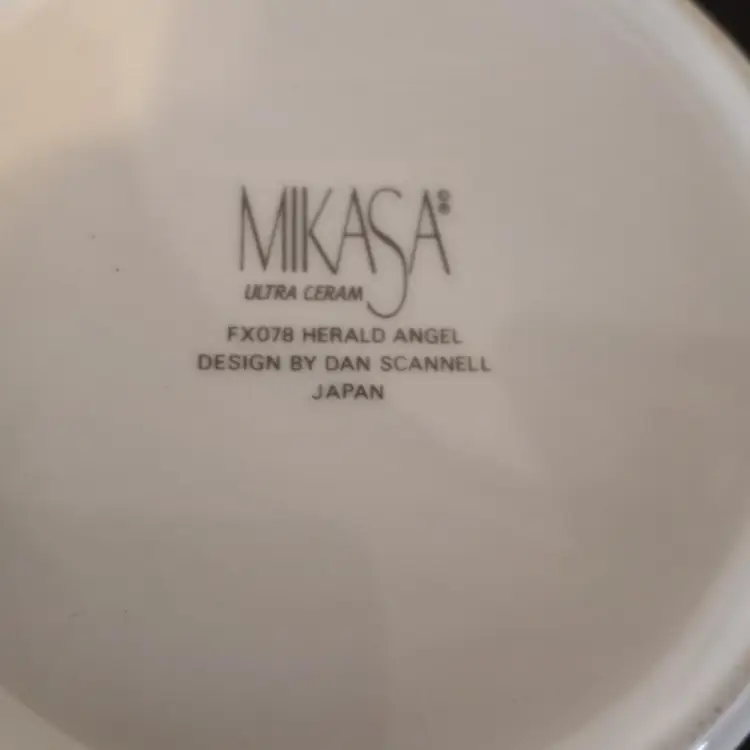 MIKASA©®
ULTRA CERAM
FX078 HERALD ANGEL
DESIGN BY DAN SCANNELL
JAPAN